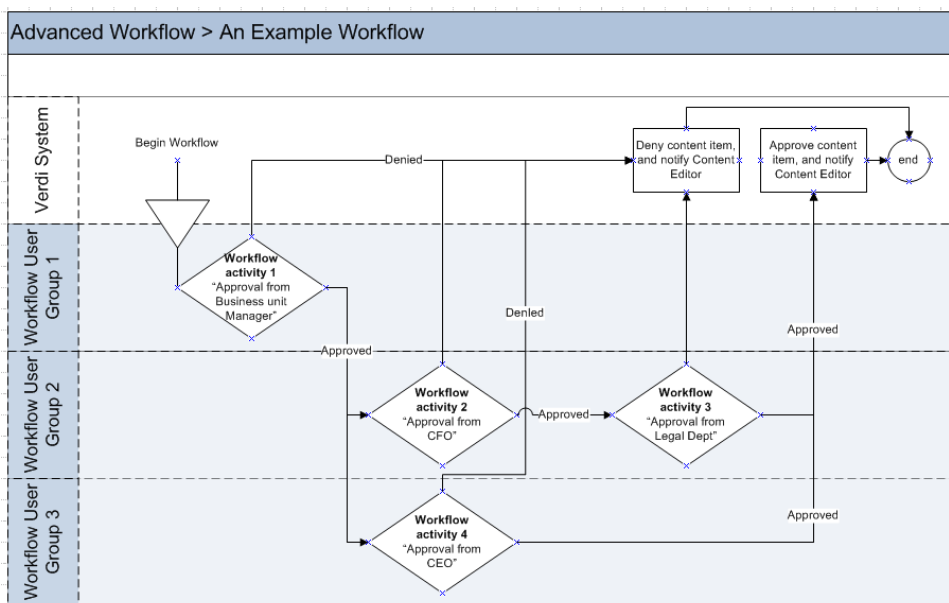 Advanced Workflow > An Example Workflow
Verdi System
Begin Workflow
Denied
Deny content item,
and notify Content
Editor
Approve content
item, and notify
Content Editor
end
Workflow User
Group 1
Workflow
activity 1
“Approval from
Business unit
Manager”
Denied
Approved
Approved
Workflow User
Group 2
Workflow
activity 2
“Approval from
CFO”
Approved
Workflow
activity 3
“Approval from
Legal Dept”
Workflow User
Group 3
Workflow
activity 4
“Approval from
CEO”
Approved